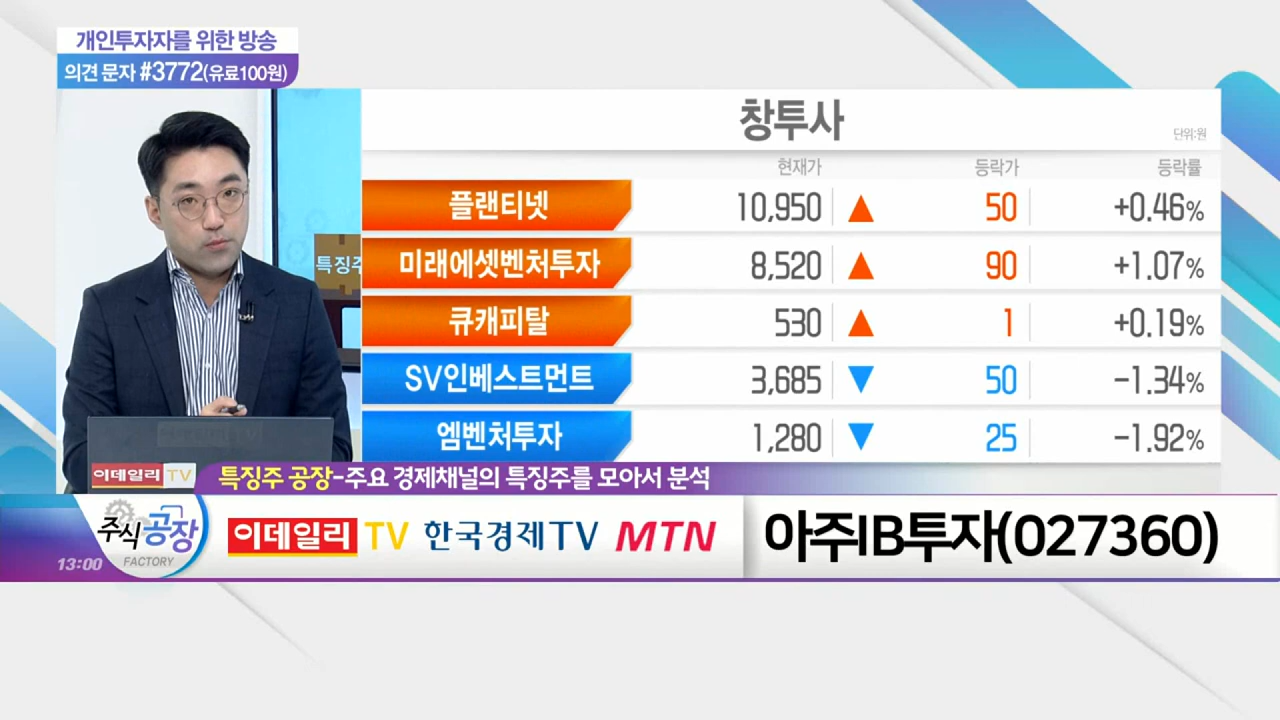 개인투자자를 위한 방송
의견 문자 #3772(유료100원)
창투사
단위:원
현재가 등락가 등락률
플랜티넷 10,950 ▲ 50 +0.46%
미래에셋벤처투자 8,520 ▲ 90 +1.07%
큐캐피탈 530 ▲ 1 +0.19%
SV인베스트먼트 3,685 ▼ 50 -1.34%
엠벤처투자 1,280 ▼ 25 -1.92%
특징주
이데일리 TV 특징주 공장-주요 경제채널의 특징주를 모아서 분석
주식공장
FACTORY
13:00
이데일리 TV 한국경제TV MTN
아주IB투자(027360)